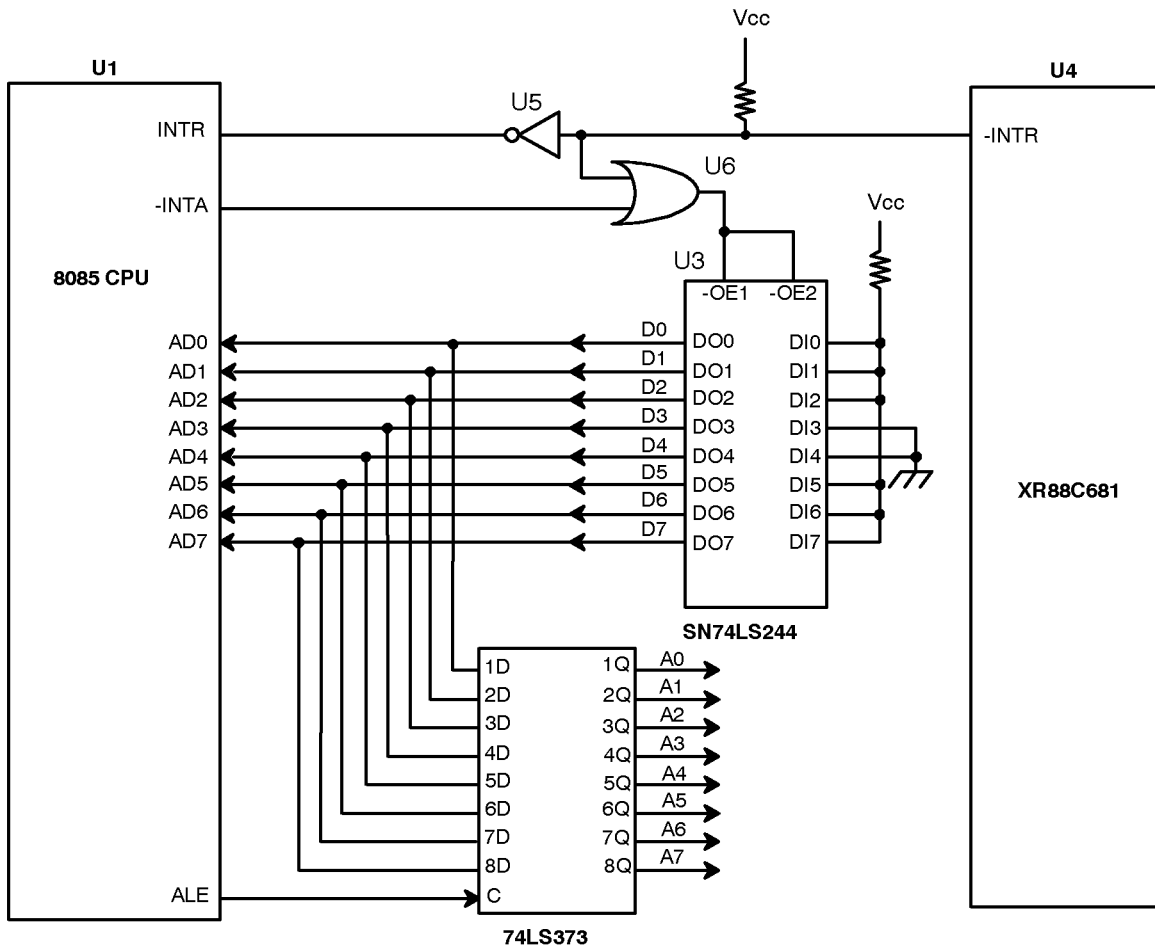 Vcc
U1
U4
U5
INTR
-INTR
U6
-INTA
Vcc
8085 CPU
U3
-OE1 -OE2
AD0 D0 DO0 DI0
AD1 D1 DO1 DI1
AD2 D2 DO2 DI2
AD3 D3 DO3 DI3
AD4 D4 DO4 DI4
AD5 D5 DO5 DI5
AD6 D6 DO6 DI6
AD7 D7 DO7 DI7
XR88C681
SN74LS244
1D 1Q A0
2D 2Q A1
3D 3Q A2
4D 4Q A3
5D 5Q A4
6D 6Q A5
7D 7Q A6
8D 8Q A7
ALE C
74LS373